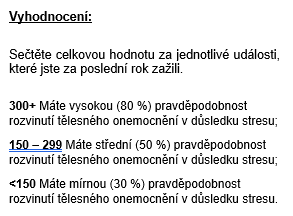 Vyhodnocení:
Sečtěte celkovou hodnotu za jednotlivé události,
které jste za poslední rok zažili.
300+ Máte vysokou (80 %) pravděpodobnost
rozvinutí tělesného onemocnění v důsledku stresu;
150 – 299 Máte střední (50 %) pravděpodobnost
rozvinutí tělesného onemocnění v důsledku stresu;
<150 Máte mírnou (30 %) pravděpodobnost
rozvinutí tělesného onemocnění v důsledku stresu.